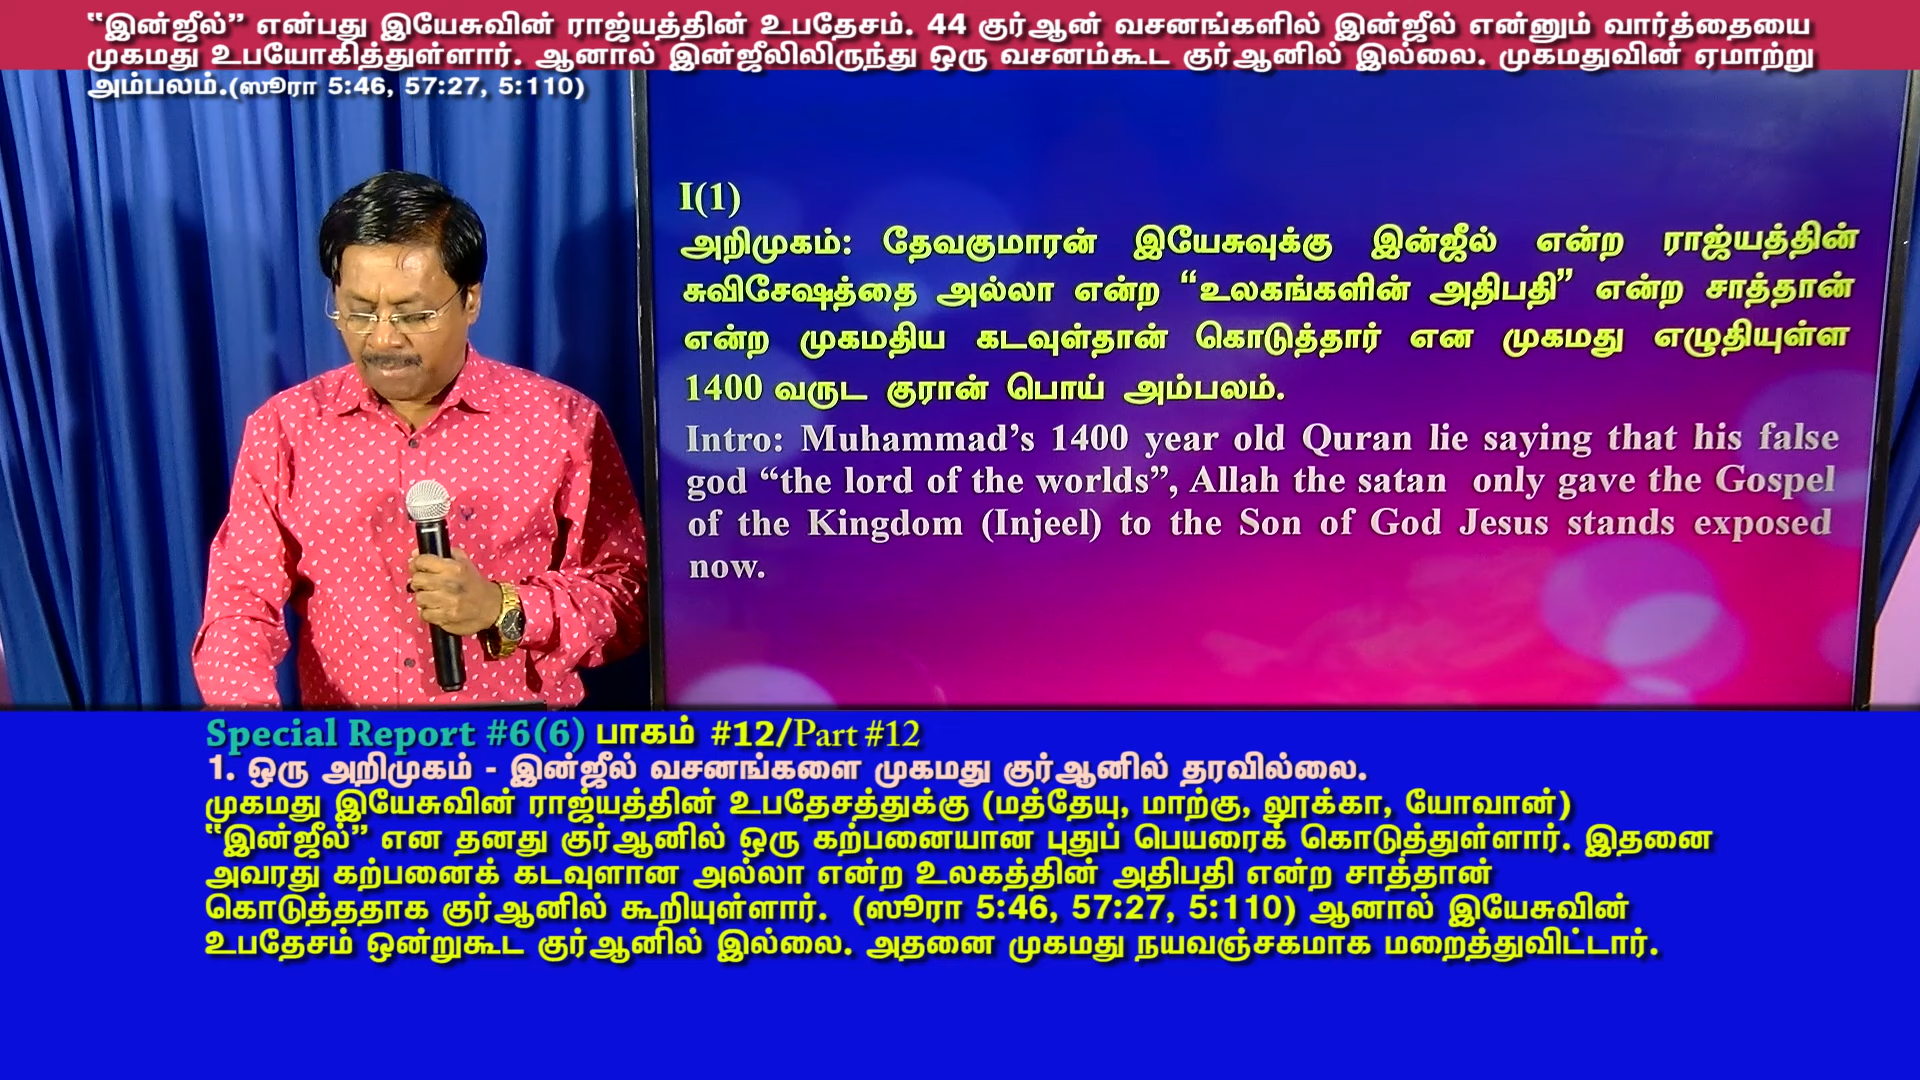 “இன்ஜீல்” என்பது இயேசுவின் ராஜ்யத்தின் உபதேசம். 44 குர்ஆன் வசனங்களில் இன்ஜீல் என்னும் வார்த்தையை
முகமது உபயோகித்துள்ளார். ஆனால் இன்ஜீலிலிருந்து ஒரு வசனம்கூட குர்ஆனில் இல்லை. முகமதுவின் ஏமாற்று
அம்பலம்.(ஸூரா 5:46, 57:27, 5:110)
I(1)
அறிமுகம்: தேவகுமாரன் இயேசுவுக்கு இன்ஜீல் என்ற ராஜ்யத்தின்
சுவிசேஷத்தை அல்லா என்ற “உலகங்களின் அதிபதி” என்ற சாத்தான்
என்ற முகமதிய கடவுள்தான் கொடுத்தார் என முகமது எழுதியுள்ள
1400 வருட குரான் பொய் அம்பலம்.
Intro: Muhammad’s 1400 year old Quran lie saying that his false
god “the lord of the worlds”, Allah the satan only gave the Gospel
of the Kingdom (Injeel) to the Son of God Jesus stands exposed
now.
Special Report #6(6) பாகம் #12/Part #12
1. ஒரு அறிமுகம் - இன்ஜீல் வசனங்களை முகமது குர்ஆனில் தரவில்லை.
முகமது இயேசுவின் ராஜ்யத்தின் உபதேசத்துக்கு (மத்தேயு, மாற்கு, லூக்கா, யோவான்)
“இன்ஜீல்” என தனது குர்ஆனில் ஒரு கற்பனையான புதுப் பெயரைக் கொடுத்துள்ளார். இதனை
அவரது கற்பனைக் கடவுளான அல்லா என்ற உலகத்தின் அதிபதி என்ற சாத்தான்
கொடுத்ததாக குர்ஆனில் கூறியுள்ளார். (ஸூரா 5:46, 57:27, 5:110) ஆனால் இயேசுவின்
உபதேசம் ஒன்றுகூட குர்ஆனில் இல்லை. அதனை முகமது நயவஞ்சகமாக மறைத்துவிட்டார்.